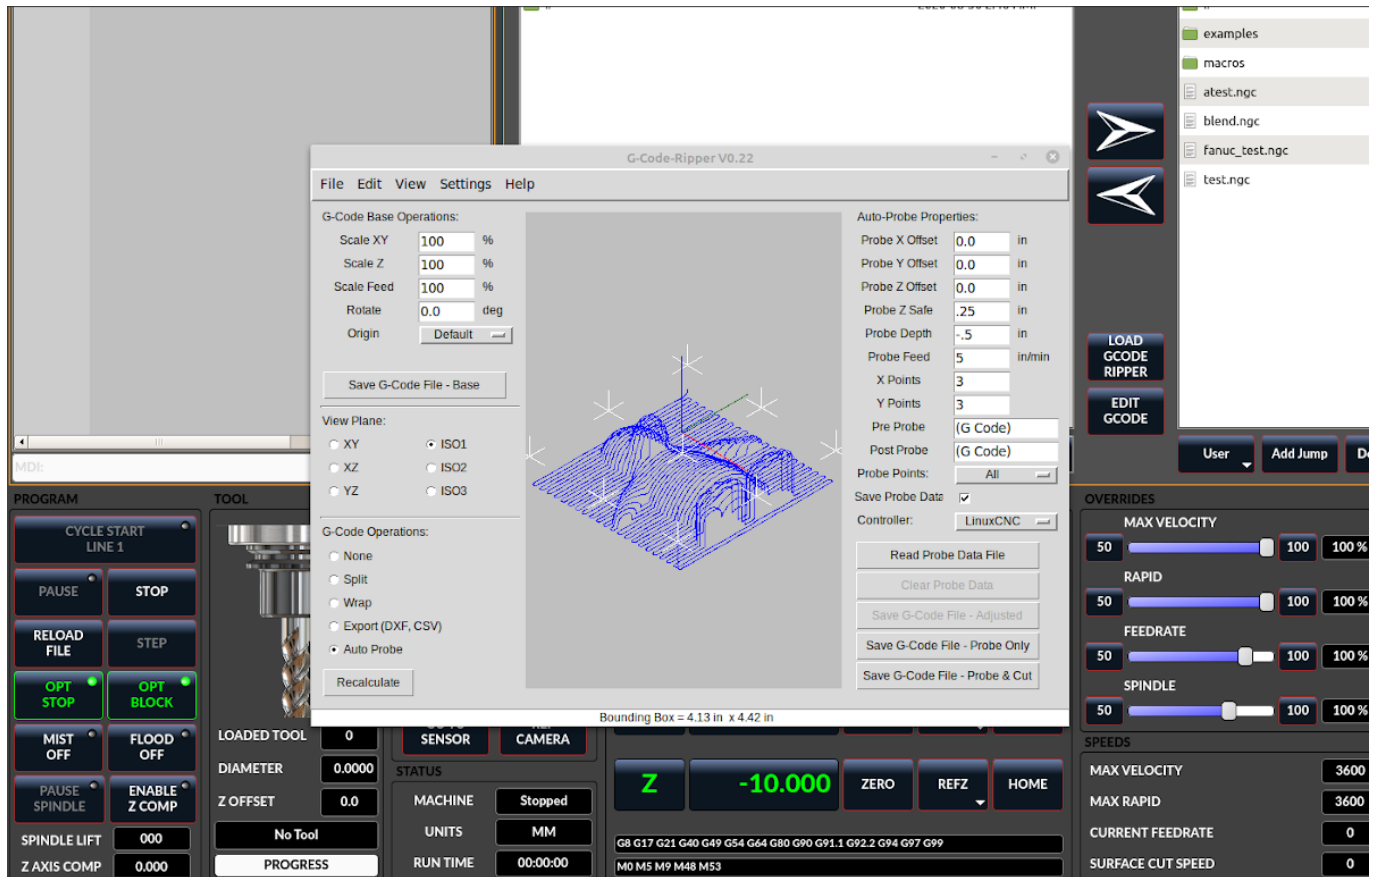 examples
macros
atest.ngc
blend.ngc
fanuc_test.ngc
test.ngc
G-Code-Ripper V0.22
File Edit View Settings Help
G-Code Base Operations:
Scale XY 100 %
Scale Z 100 %
Scale Feed 100 %
Rotate 0.0 deg
Origin Default
Save G-Code File - Base
View Plane:
XY ISO1
XZ ISO2
YZ ISO3
G-Code Operations:
None
Split
Wrap
Export (DXF, CSV)
Auto Probe
Recalculate
Auto-Probe Properties:
Probe X Offset 0.0 in
Probe Y Offset 0.0 in
Probe Z Offset 0.0 in
Probe Z Safe .25 in
Probe Depth -.5 in
Probe Feed 5 in/min
X Points 3
Y Points 3
Pre Probe (G Code)
Post Probe (G Code)
Probe Points: All
Save Probe Data
Controller: LinuxCNC
Read Probe Data File
Clear Probe Data
Save G-Code File - Adjusted
Save G-Code File - Probe Only
Save G-Code File - Probe & Cut
Bounding Box = 4.13 in x 4.42 in
LOAD
GCODE
RIPPER
EDIT
GCODE
User Add Jump
MDI:
PROGRAM
CYCLE START
LINE 1
PAUSE STOP
RELOAD
FILE
STEP
OPT
STOP
OPT
BLOCK
MIST
OFF
FLOOD
OFF
PAUSE
SPINDLE
ENABLE
Z COMP
SPINDLE LIFT 000
Z AXIS COMP 0.000
TOOL
LOADED TOOL 0
DIAMETER 0.0000
Z OFFSET 0.0
No Tool
PROGRESS
SENSOR
CAMERA
STATUS
MACHINE Stopped
UNITS MM
RUN TIME 00:00:00
Z -10.000 ZERO REFZ HOME
G8 G17 G21 G40 G49 G54 G64 G80 G90 G91.1 G92.2 G94 G97 G99
M0 M5 M9 M48 M53
OVERRIDES
MAX VELOCITY
50 100 100 %
RAPID
50 100 100 %
FEEDRATE
50 100 100 %
SPINDLE
50 100 100 %
SPEEDS
MAX VELOCITY 3600
MAX RAPID 3600
CURRENT FEEDRATE 0
SURFACE CUT SPEED 0